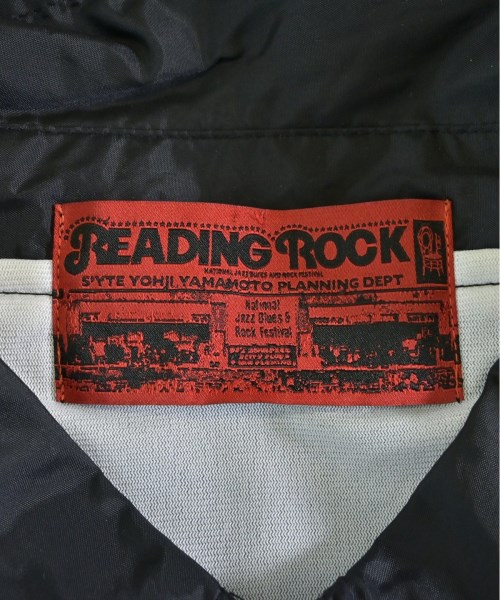 READING ROCK
NATIONAL JAZZ BLUES AND ROCK FESTIVAL
S'YTE YOHJI YAMAMOTO PLANNING DEPT
National
Jazz Blues &
Rock Festival